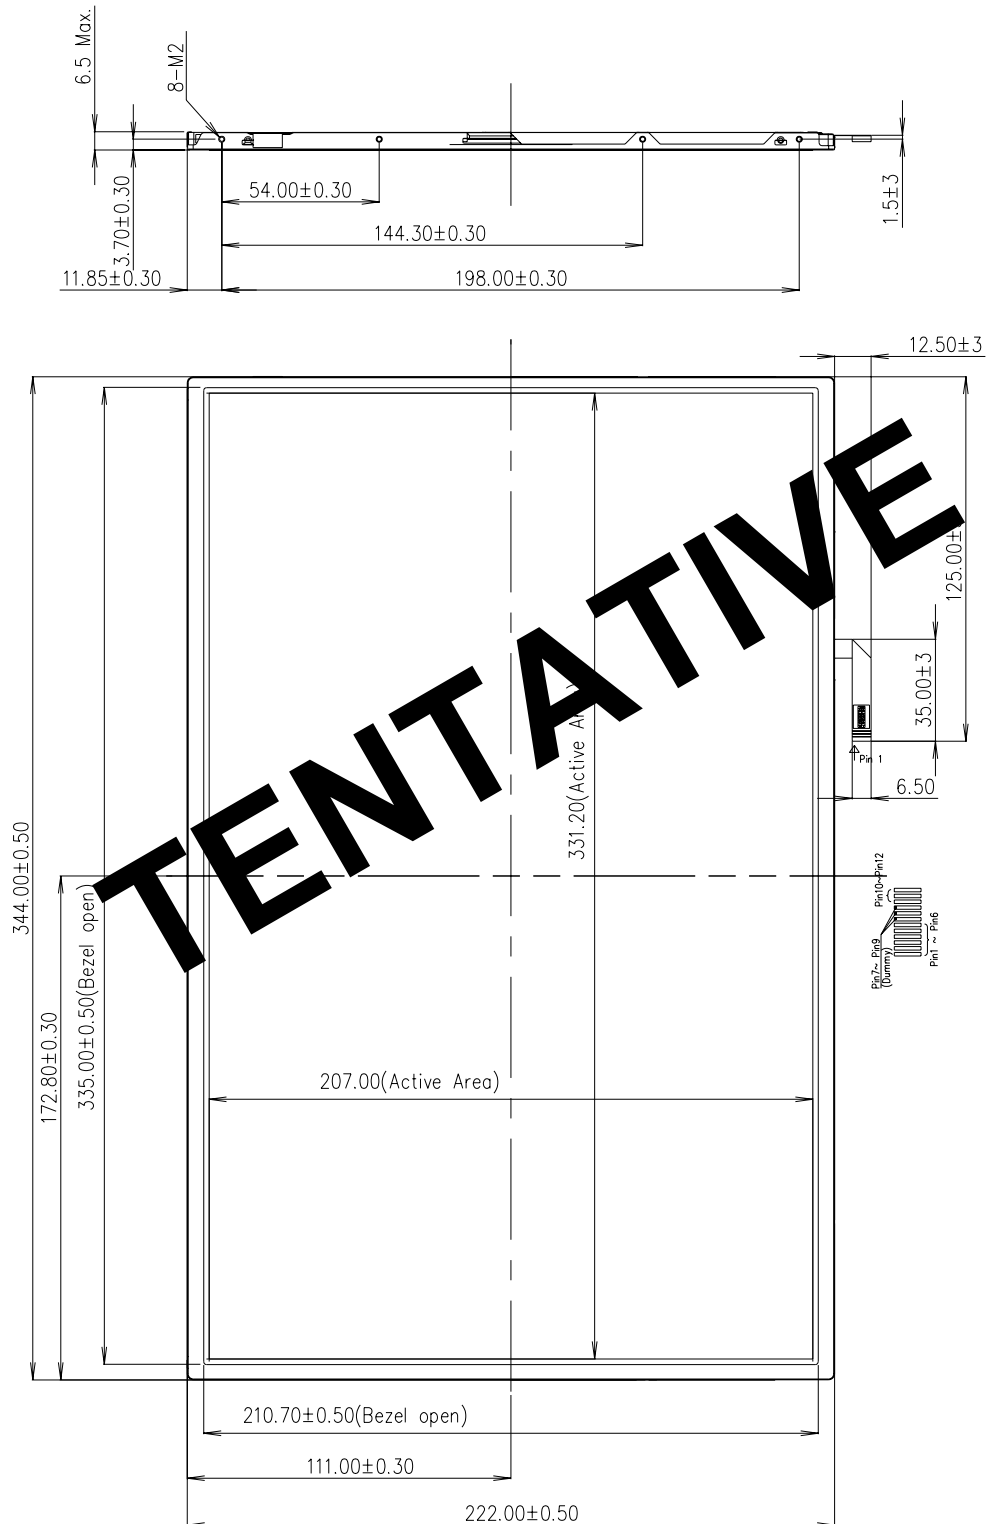 6.5 Max.
8-M2
3.70±0.30
54.00±0.30
144.30±0.30
11.85±0.30
198.00±0.30
1.5±3
12.50±3
125.00±
35.00±3
Pin 1
6.50
TENTATIVE
331.20(Active
344.00±0.50
172.80±0.30
335.00±0.50(Bezel open)
Pin10~Pin12
Pin7~ Pin9
(Dummy)
Pin1 ~ Pin6
207.00(Active Area)
210.70±0.50(Bezel open)
111.00±0.30
222.00±0.50